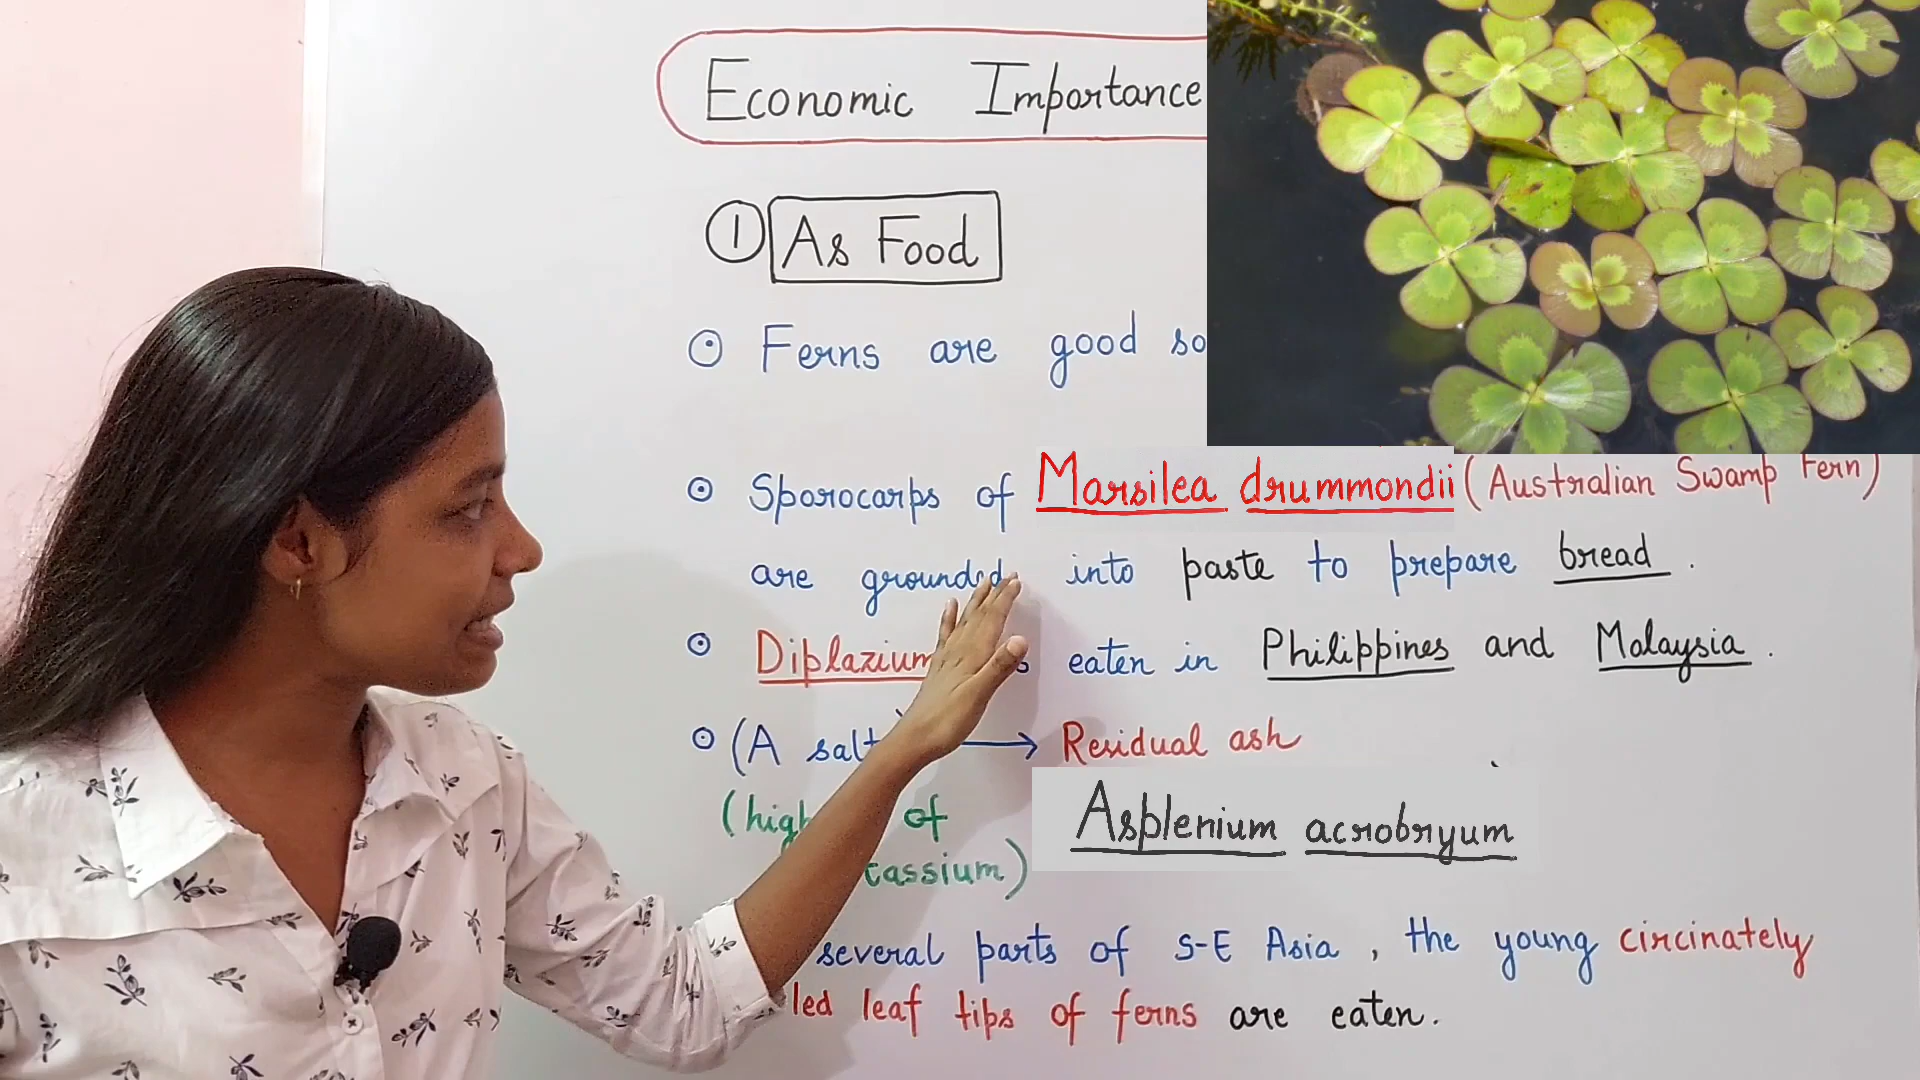 Economic Importance
① As Food
Ferns are good so
Sporocarps of Marsilea drummondii (Australian Swamp Fern)
are grounded into paste to prepare bread.
Diplazium eaten in Philippines and Malaysia.
(A salt → Residual ash
(high of
Asplenium acrobryum
tassium)
several parts of S-E Asia, the young circinately
led leaf tips of ferns are eaten.